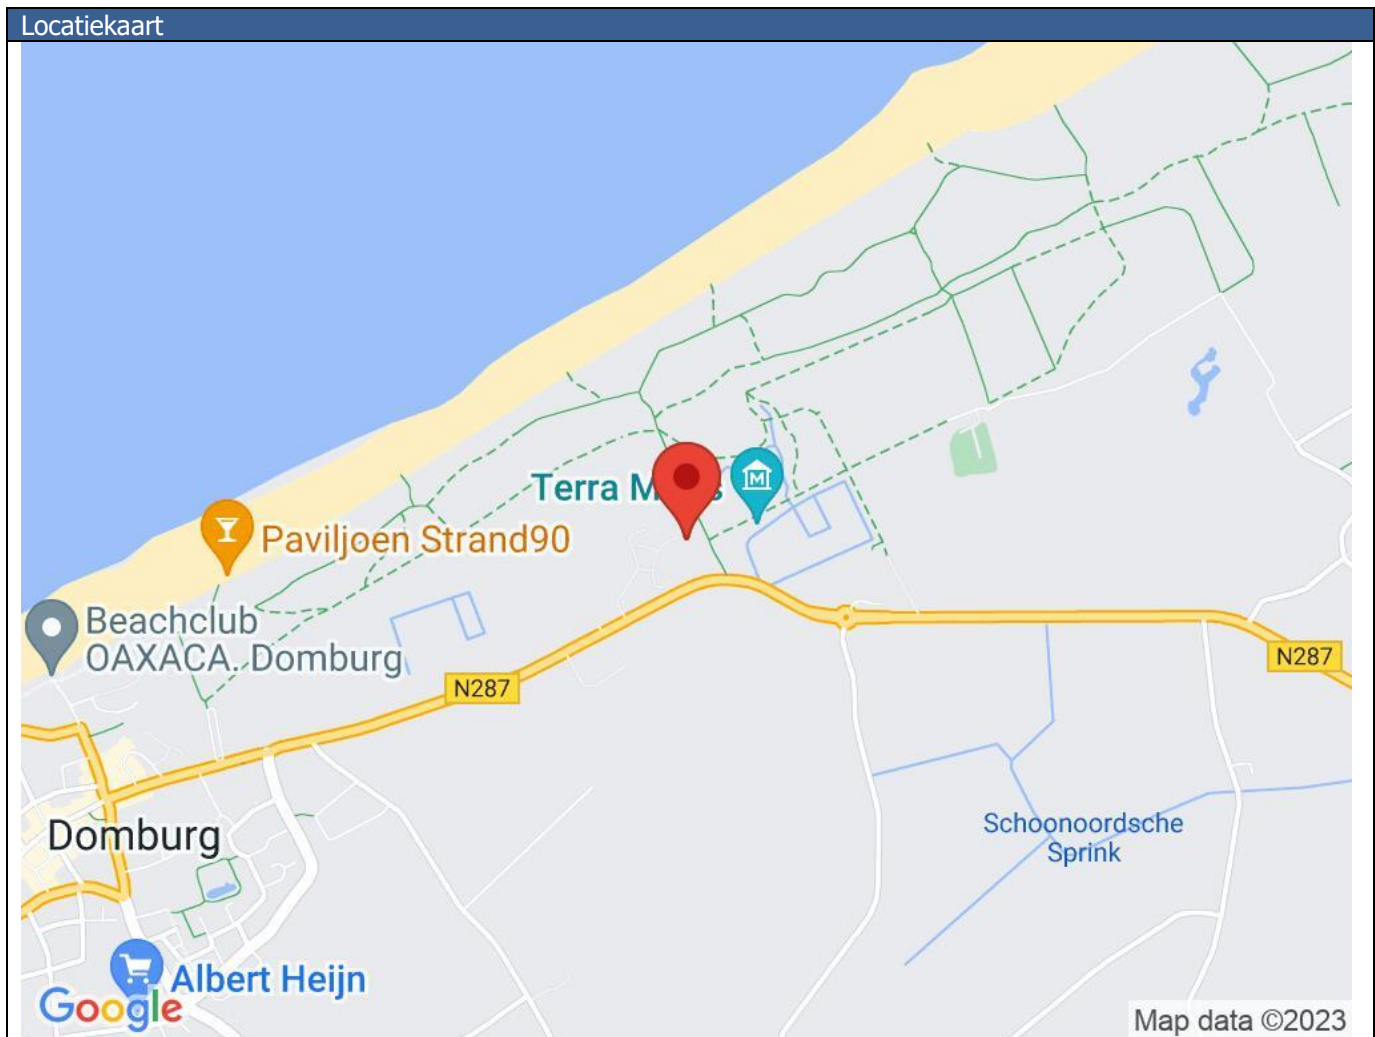 Locatiekaart
Terra M s
Paviljoen Strand90
Beachclub
OAXACA. Domburg
N287
N287
Domburg
Schoonoordsche
Sprink
Albert Heijn
Google
Map data ©2023